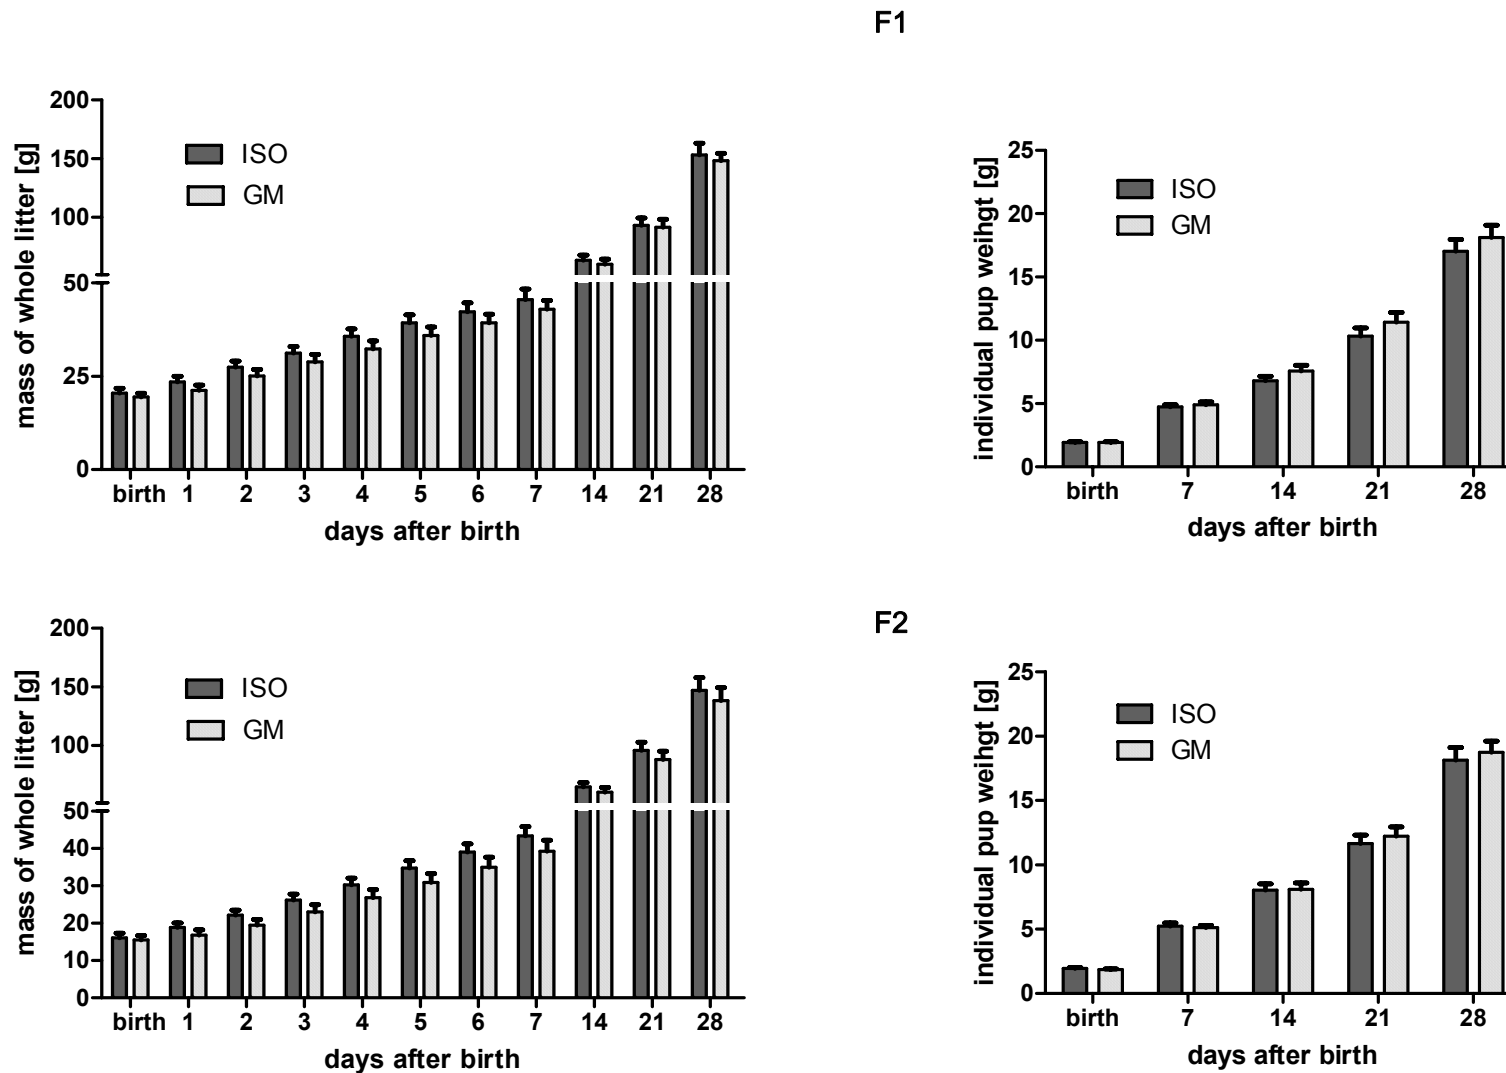 F1
mass of whole litter [g]
200
150
100
50
25
0
ISO
GM
birth 1 2 3 4 5 6 7 14 21 28
days after birth
individual pup weihgt [g]
25
20
15
10
5
0
ISO
GM
birth 7 14 21 28
days after birth
F2
mass of whole litter [g]
200
150
100
50
40
30
20
10
0
ISO
GM
birth 1 2 3 4 5 6 7 14 21 28
days after birth
individual pup weihgt [g]
25
20
15
10
5
0
ISO
GM
birth 7 14 21 28
days after birth